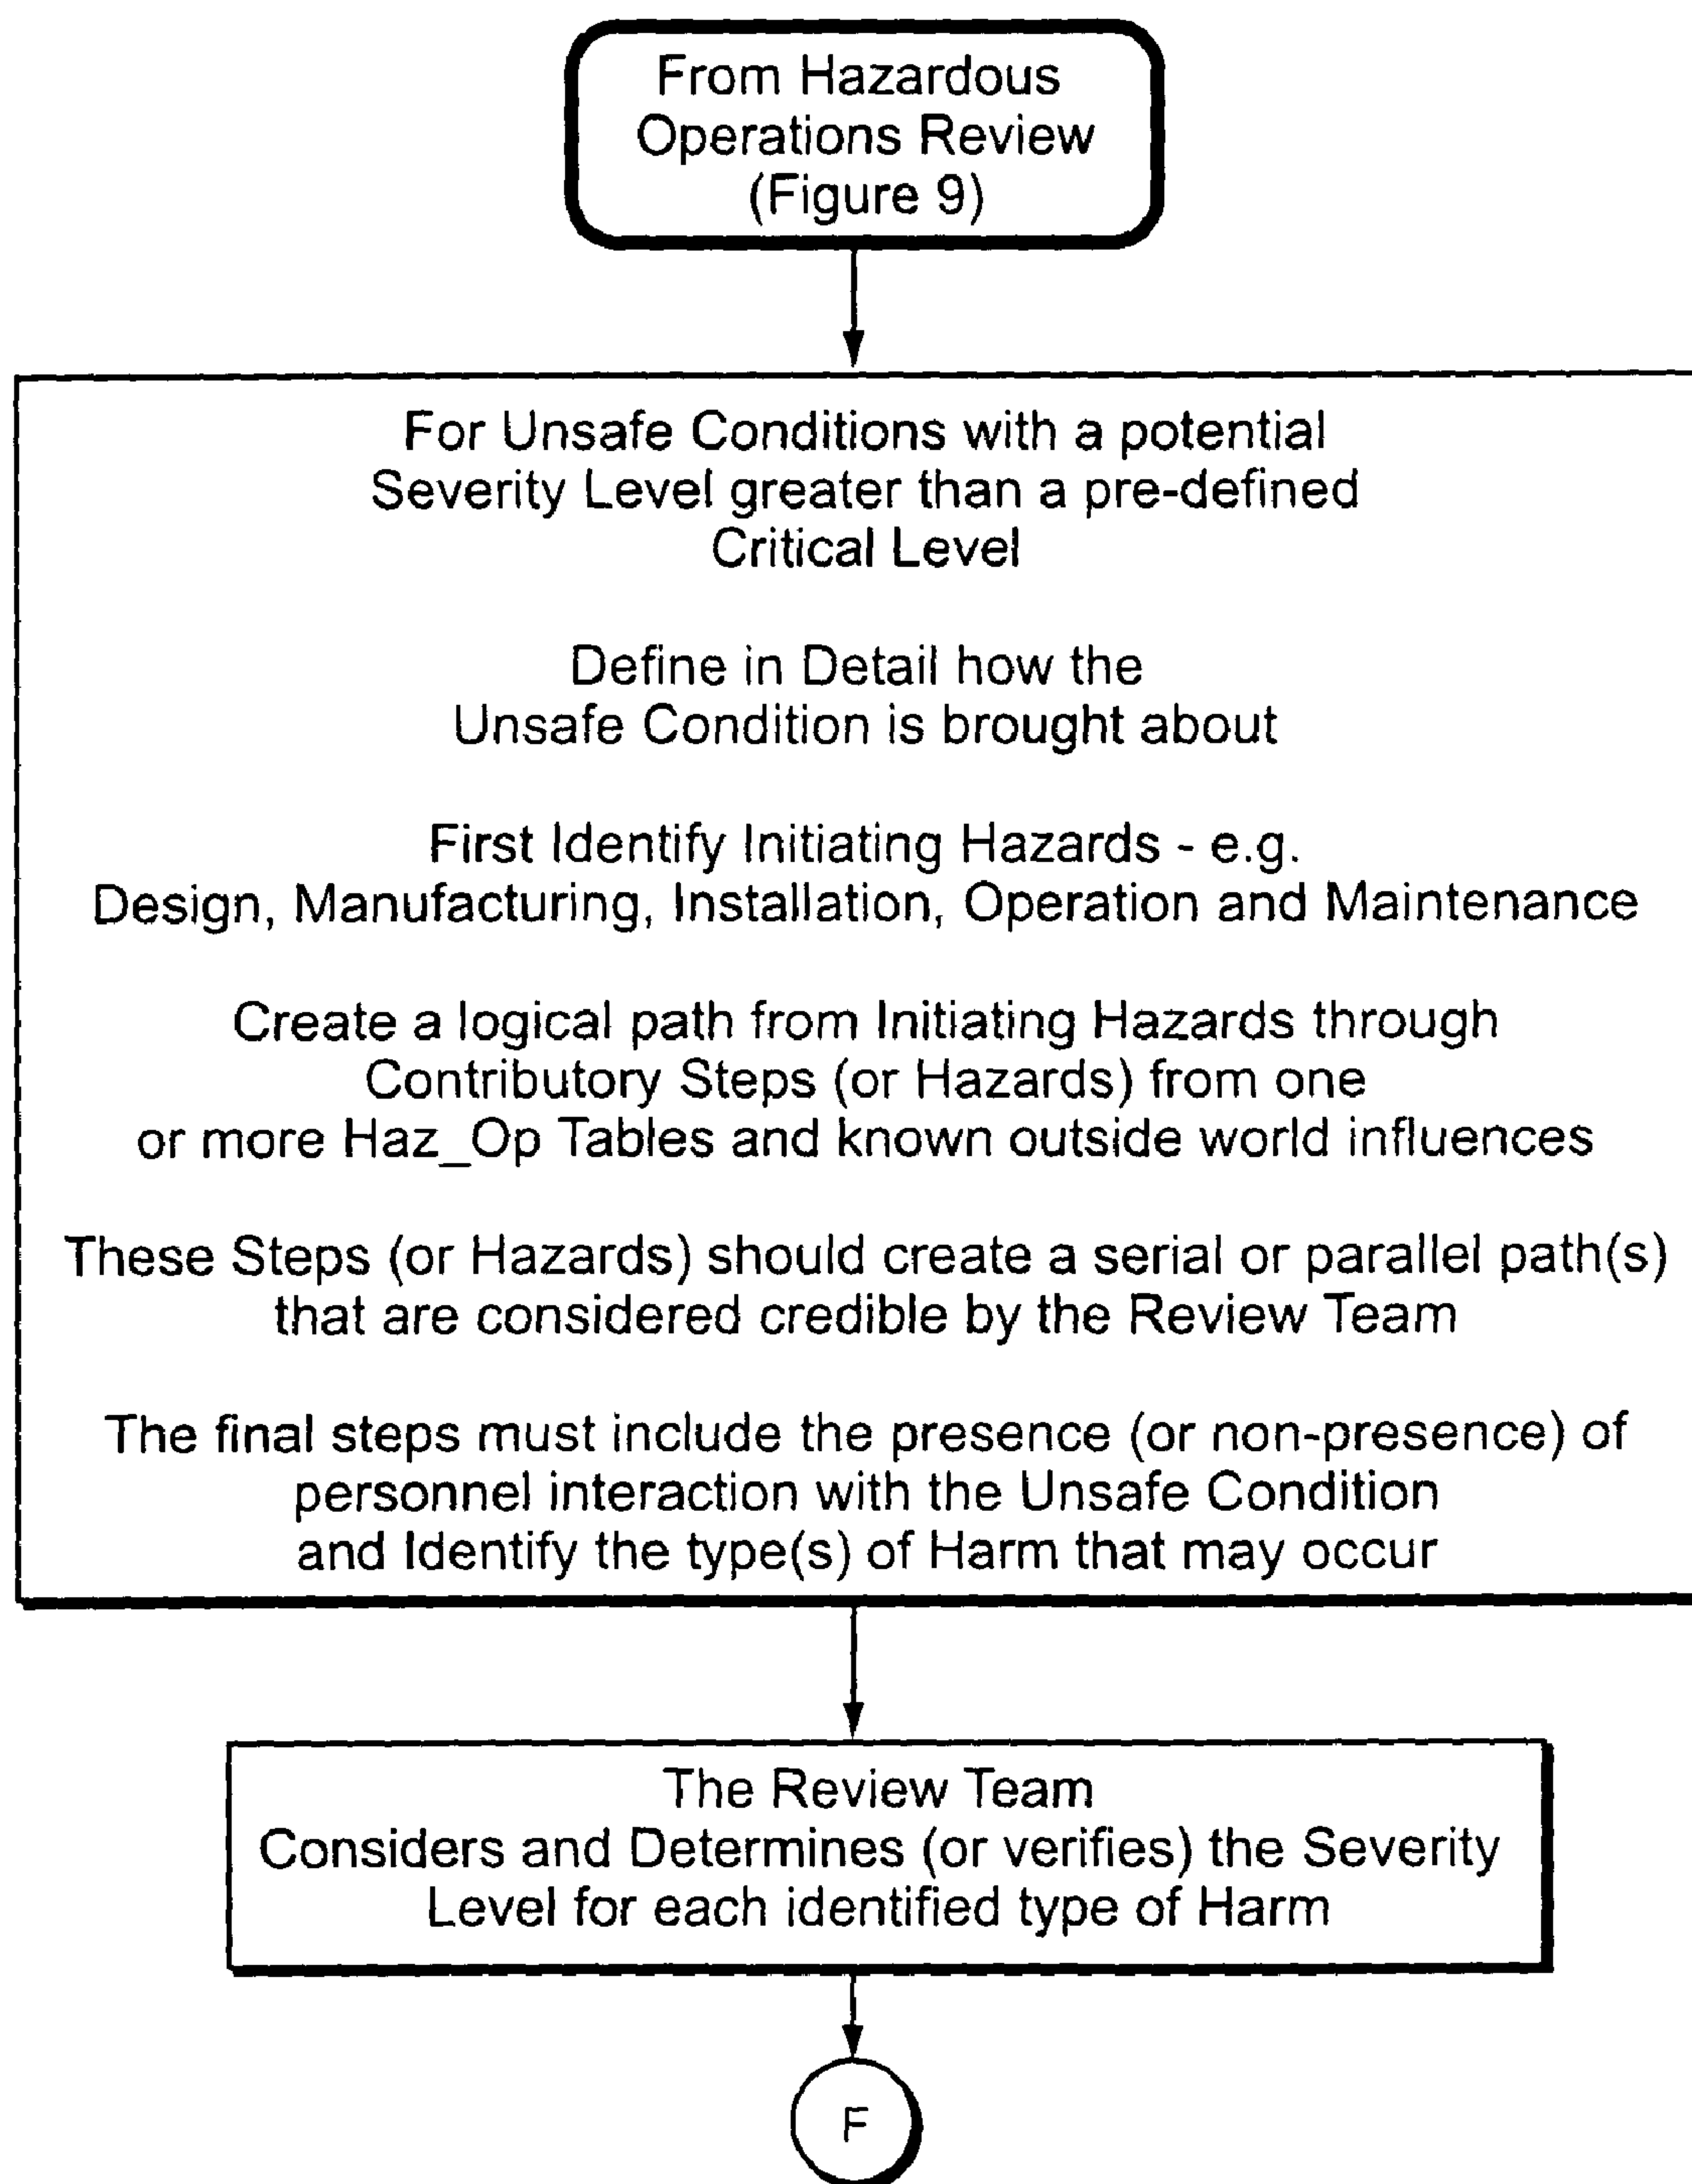 From Hazardous
Operations Review
(Figure 9)
For Unsafe Conditions with a potential
Severity Level greater than a pre-defined
Critical Level
Define in Detail how the
Unsafe Condition is brought about
First Identify Initiating Hazards - e.g.
Design, Manufacturing, Installation, Operation and Maintenance
Create a logical path from Initiating Hazards through
Contributory Steps (or Hazards) from one
or more Haz_Op Tables and known outside world influences
These Steps (or Hazards) should create a serial or parallel path(s)
that are considered credible by the Review Team
The final steps must include the presence (or non-presence) of
personnel interaction with the Unsafe Condition
and Identify the type(s) of Harm that may occur
The Review Team
Considers and Determines (or verifies) the Severity
Level for each identified type of Harm
F